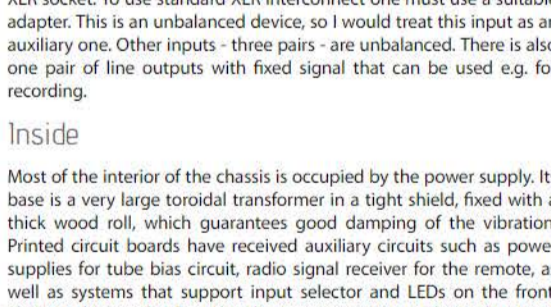 XLR socket. To use standard XLR interconnect one must use a suitable
adapter. This is an unbalanced device, so I would treat this input as an
auxiliary one. Other inputs - three pairs - are unbalanced. There is also
one pair of line outputs with fixed signal that can be used e.g. fo
recording.
Inside
Most of the interior of the chassis is occupied by the power supply. It
base is a very large toroidal transformer in a tight shield, fixed with a
thick wood roll, which guarantees good damping of the vibration
Printed circuit boards have received auxiliary circuits such as powe
supplies for tube bias circuit, radio signal receiver for the remote, a
well as systems that support input selector and LEDs on the front